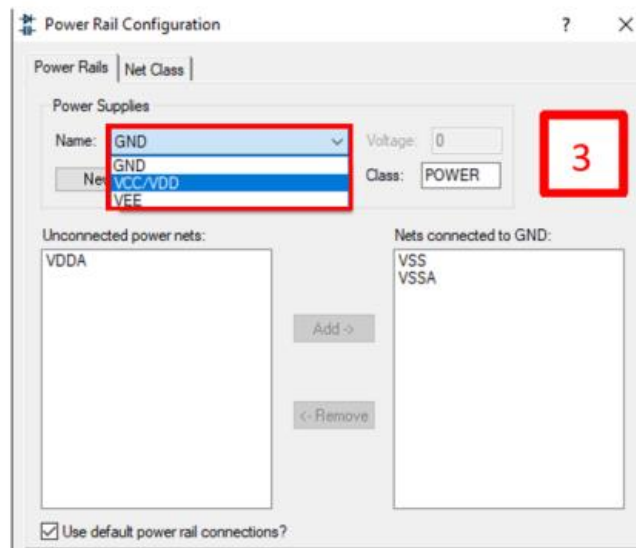 Power Rail Configuration ? ×
Power Rails Net Class
Power Supplies
Name: GND Voltage: 0
GND
New Class: POWER
VCC/VDD
VEE
3
Unconnected power nets: Nets connected to GND:
VDDA VSS
VSSA
Add ->
<- Remove
Use default power rail connections?